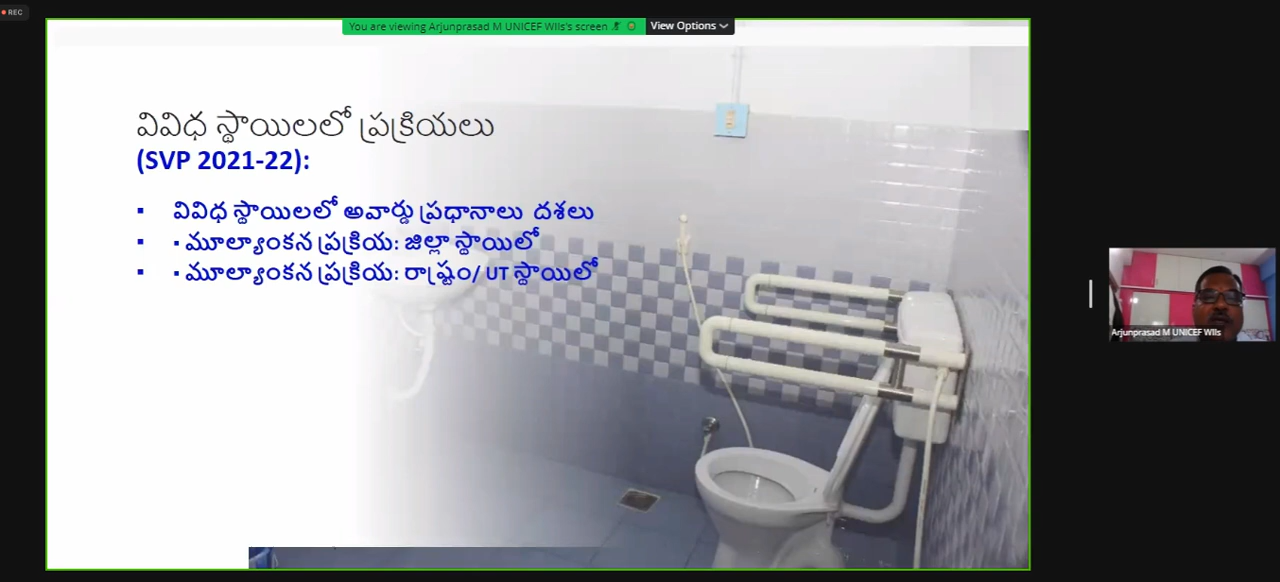 REC
You are viewing Arjunprasad M UNICEF WIIs's screen
View Options
వివిధ స్థాయిలలో ప్రక్రియలు
(SVP 2021-22):
▪ వివిధ స్థాయిలలో అవార్డు ప్రధానాలు దశలు
▪ ▪ మూల్యాంకన ప్రక్రియ: జిల్లా స్థాయిలో
▪ ▪ మూల్యాంకన ప్రక్రియ: రాష్ట్రం/ UT స్థాయిలో
Arjunprasad M UNICEF WIIs